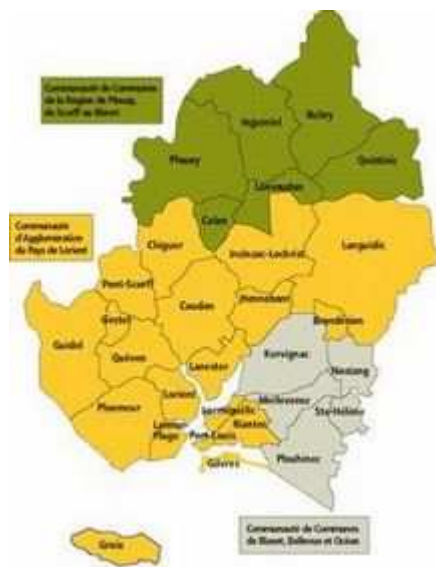 Communauté de Communes
de la Région de Plouay,
du Scorff au Blavet
Bubry
Inguiniel
Plouay
Quistinic
Lanvaudan
Calan
Communauté
d'Agglomération
du Pays de Lorient
Cléguer
Inzinzac-Lochrist
Languidic
Pont-Scorff
Caudan
Hennebont
Gestel
Brandérion
Guidel
Quéven
Kervignac
Lanester
Nostang
Ploemeur
Lorient
Merlevenez
Locmiquélic
Ste-Hélène
Larmor-
Plage
Riantec
Port-Louis
Plouhinec
Gâvres
Communauté de Communes
de Blavet, Bellevue et Océan
Groix